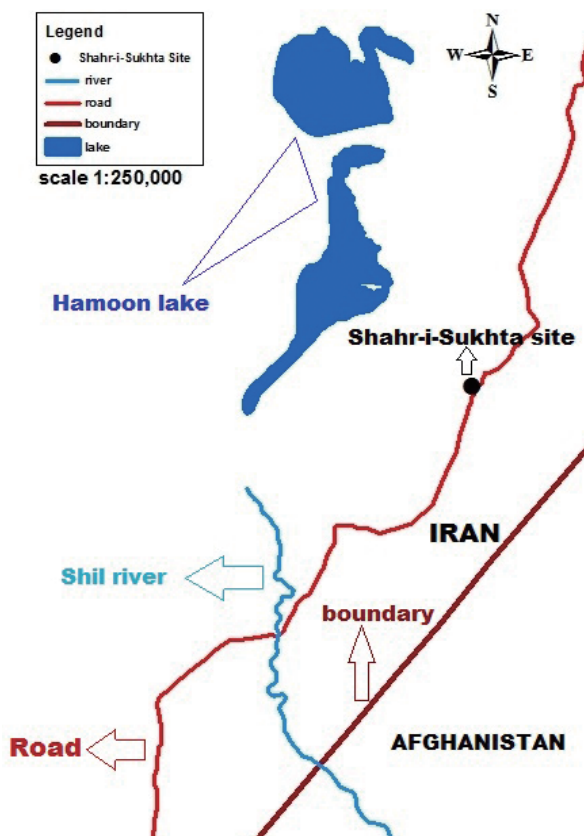 Legend
Shahr-i-Sukhta Site
river
road
boundary
lake
scale 1:250,000
N
W E
S
Hamoon lake
Shahr-i-Sukhta site
IRAN
Shil river
boundary
Road
AFGHANISTAN